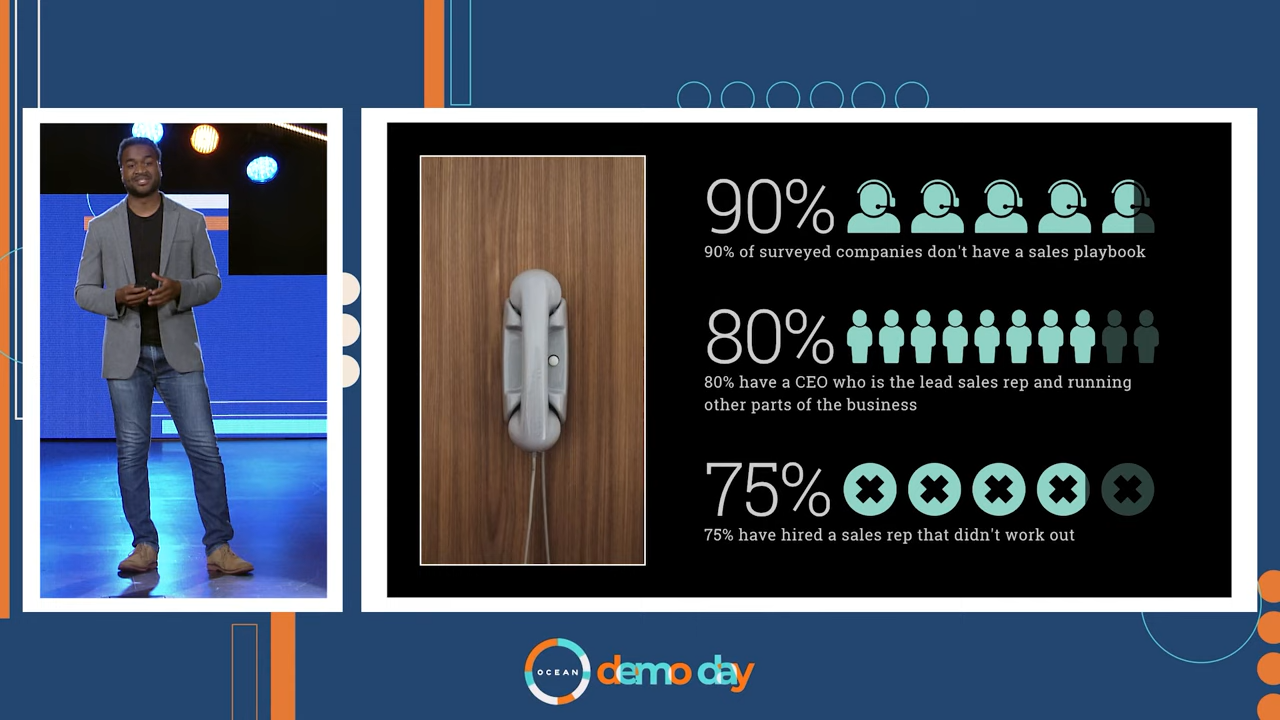 90%
90% of surveyed companies don't have a sales playbook
80%
80% have a CEO who is the lead sales rep and running
other parts of the business
75%
75% have hired a sales rep that didn't work out
OCEAN demo day